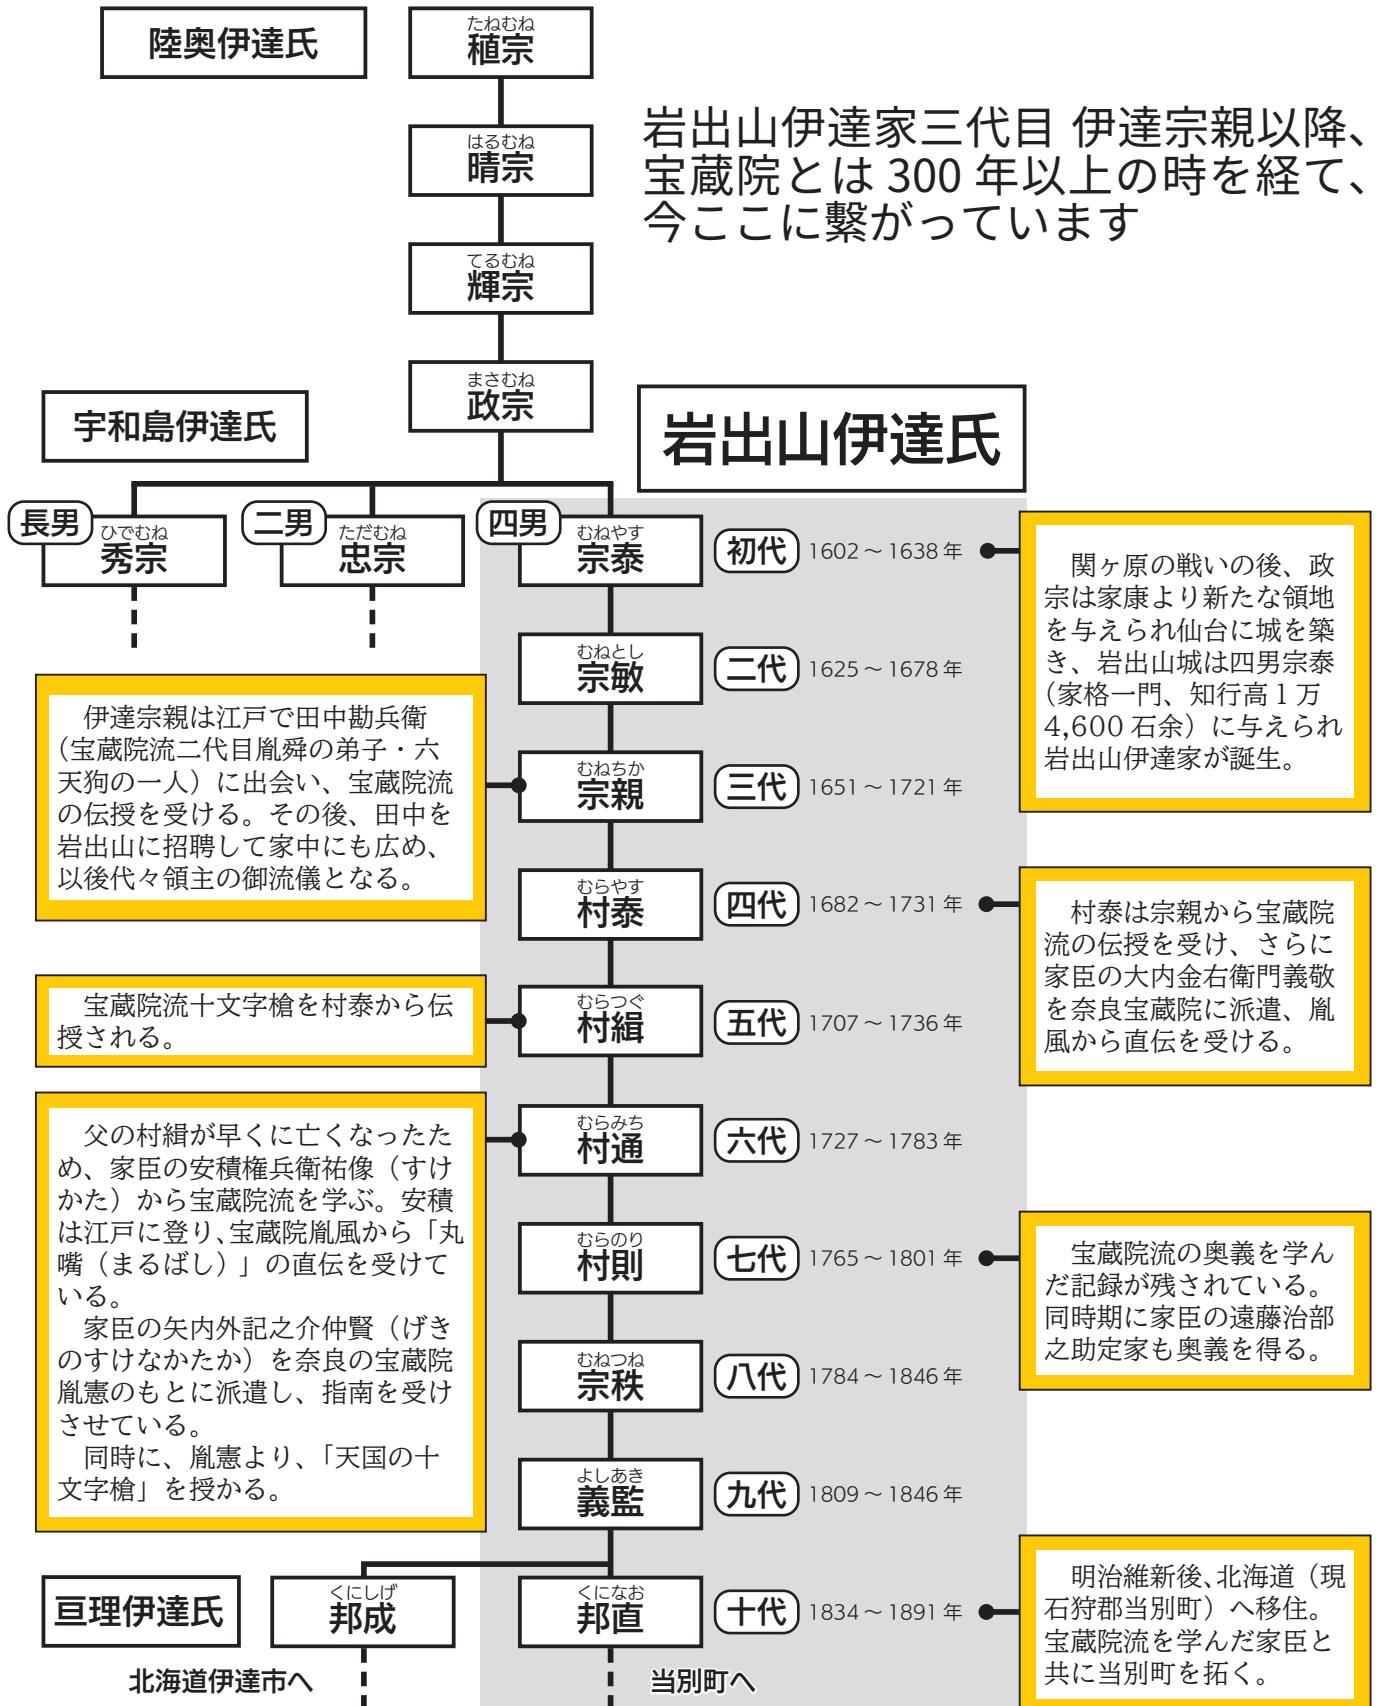 陸奥伊達氏
たねむね
稙宗
はるむね
晴宗
岩出山伊達家三代目 伊達宗親以降、
宝蔵院とは 300 年以上の時を経て、
今ここに繋がっています
てるむね
輝宗
まさむね
政宗
宇和島伊達氏
岩出山伊達氏
長男
ひでむね
秀宗
二男
ただむね
忠宗
四男
むねやす
宗泰
初代 1602 ~ 1638 年
関ヶ原の戦いの後、政
宗は家康より新たな領地
を与えられ仙台に城を築
き、岩出山城は四男宗泰
(家格一門、知行高 1 万
4,600 石余）に与えられ
岩出山伊達家が誕生。
むねとし
宗敏
二代 1625 ~ 1678 年
伊達宗親は江戸で田中勘兵衛
（宝蔵院流二代目胤舜の弟子・六
天狗の一人）に出会い、宝蔵院流
の伝授を受ける。その後、田中を
岩出山に招聘して家中にも広め、
以後代々領主の御流儀となる。
むねちか
宗親
三代 1651 ~ 1721 年
むらやす
村泰
四代 1682 ~ 1731 年
村泰は宗親から宝蔵院
流の伝授を受け、さらに
家臣の大内金右衛門義敬
を奈良宝蔵院に派遣、胤
風から直伝を受ける。
宝蔵院流十文字槍を村泰から伝
授される。
むらつぐ
村緝
五代 1707 ~ 1736 年
父の村緝が早くに亡くなったた
め、家臣の安積権兵衛祐像（すけ
かた）から宝蔵院流を学ぶ。安積
は江戸に登り、宝蔵院胤風から「丸
嘴（まるばし）」の直伝を受けて
いる。
家臣の矢内外記之介仲賢（げき
のすけなかたか）を奈良の宝蔵院
胤憲のもとに派遣し、指南を受け
させている。
同時に、胤憲より、「天国の十
文字槍」を授かる。
むらみち
村通
六代 1727 ~ 1783 年
むらのり
村則
七代 1765 ~ 1801 年
宝蔵院流の奥義を学ん
だ記録が残されている。
同時期に家臣の遠藤治部
之助定家も奥義を得る。
むねつね
宗秩
八代 1784 ~ 1846 年
よしあき
義監
九代 1809 ~ 1846 年
亘理伊達氏
くにしげ
邦成
くになお
邦直
十代 1834 ~ 1891 年
明治維新後、北海道（現
石狩郡当別町）へ移住。
宝蔵院流を学んだ家臣と
共に当別町を拓く。
北海道伊達市へ
当別町へ